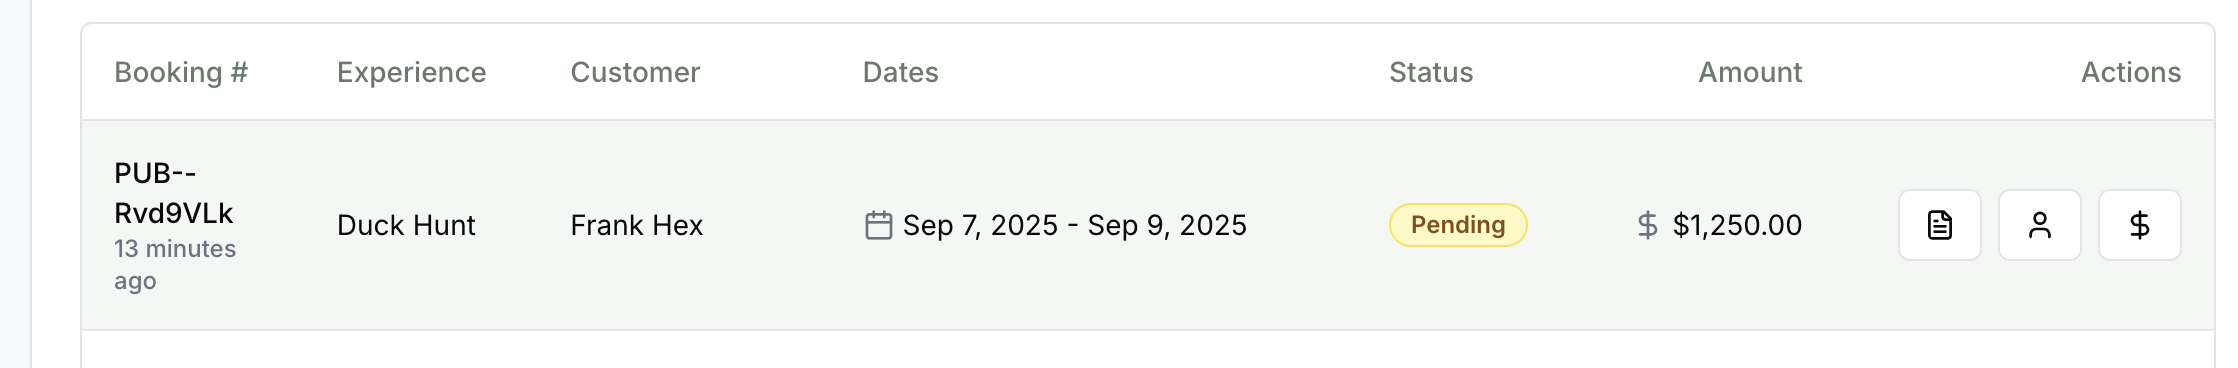 Booking # Experience Customer Dates Status Amount Actions
PUB--
Rvd9VLk
13 minutes
ago
Duck Hunt Frank Hex Sep 7, 2025 - Sep 9, 2025 Pending $ $1,250.00 $